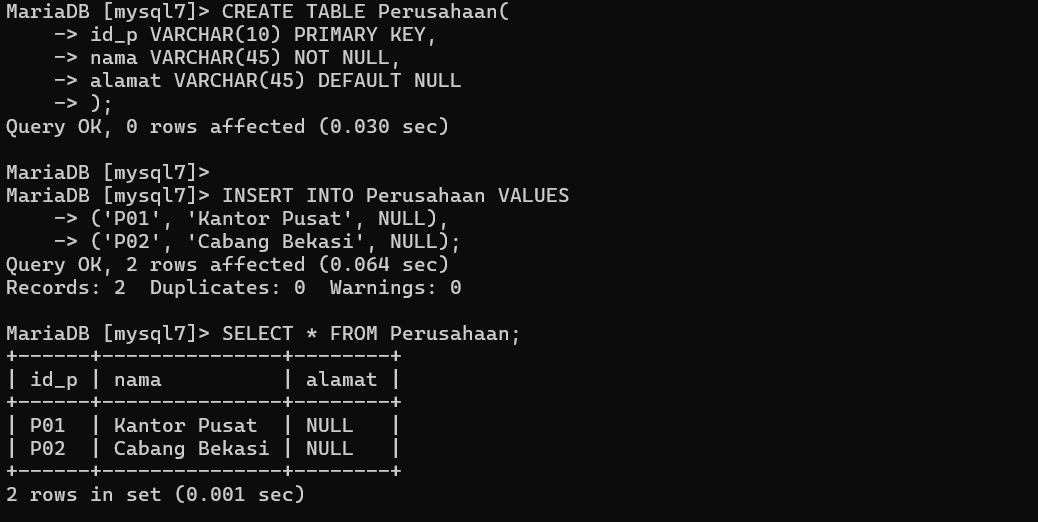 MariaDB [mysql7]> CREATE TABLE Perusahaan(
    -> id_p VARCHAR(10) PRIMARY KEY,
    -> nama VARCHAR(45) NOT NULL,
    -> alamat VARCHAR(45) DEFAULT NULL
    -> );
Query OK, 0 rows affected (0.030 sec)

MariaDB [mysql7]>
MariaDB [mysql7]> INSERT INTO Perusahaan VALUES
    -> ('P01', 'Kantor Pusat', NULL),
    -> ('P02', 'Cabang Bekasi', NULL);
Query OK, 2 rows affected (0.064 sec)
Records: 2  Duplicates: 0  Warnings: 0

MariaDB [mysql7]> SELECT * FROM Perusahaan;
+------+---------------+--------+
| id_p | nama          | alamat |
+------+---------------+--------+
| P01  | Kantor Pusat  | NULL   |
| P02  | Cabang Bekasi | NULL   |
+------+---------------+--------+
2 rows in set (0.001 sec)